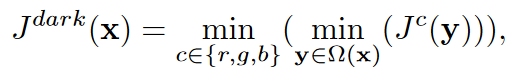 J^{dark}(x) = min_{c∈{r,g,b}} ( min_{y∈Ω(x)} (J^c(y))),